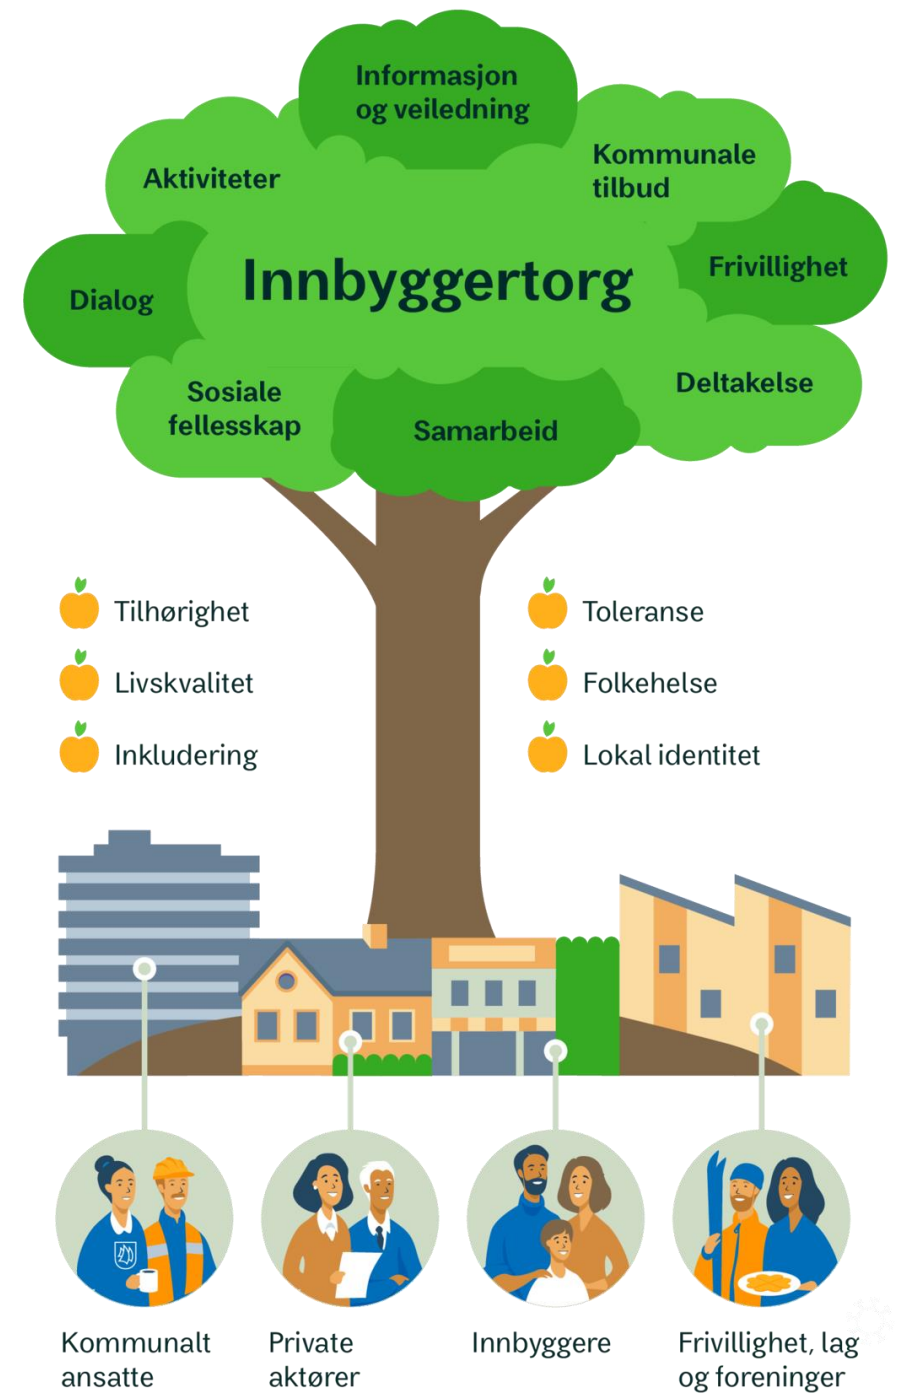 Informasjon
og veiledning
Aktiviteter
Kommunale
tilbud
Innbyggertorg
Frivillighet
Dialog
Sosiale
fellesskap
Samarbeid
Deltakelse
Tilhørighet
Livskvalitet
Inkludering
Toleranse
Folkehelse
Lokal identitet
Kommunalt
ansatte
Private
aktører
Innbyggere
Frivillighet, lag
og foreninger